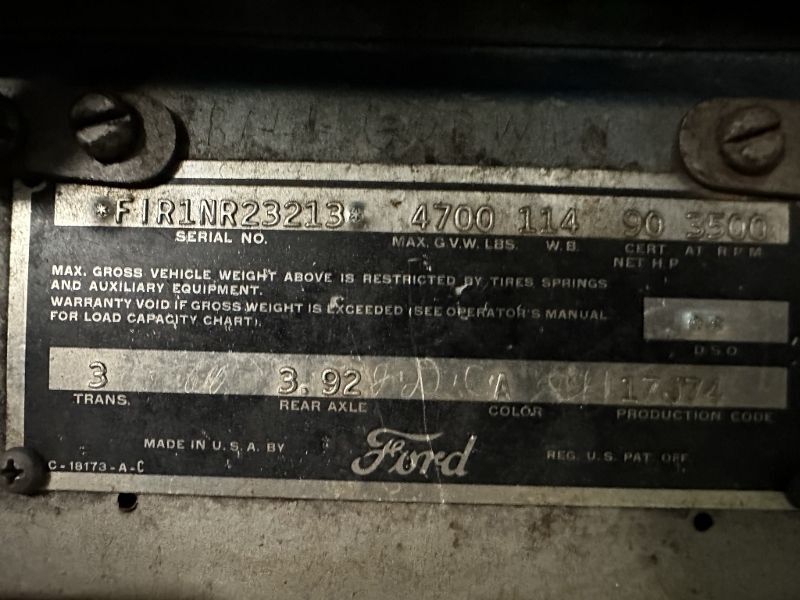 *F1R1NR23213* 4700 114 90 3500
SERIAL NO. MAX. G.V.W. LBS. W.B. CERT. AT R.P.M.
NET H.P.
MAX. GROSS VEHICLE WEIGHT ABOVE IS RESTRICTED BY TIRES SPRINGS
AND AUXILIARY EQUIPMENT.
WARRANTY VOID IF GROSS WEIGHT IS EXCEEDED (SEE OPERATOR'S MANUAL
FOR LOAD CAPACITY CHART).
**
D.S.O.
3 3.92 A 17J74
TRANS. REAR AXLE COLOR PRODUCTION CODE
MADE IN U.S.A. BY Ford REG. U.S. PAT. OFF.
C-18173-A-C